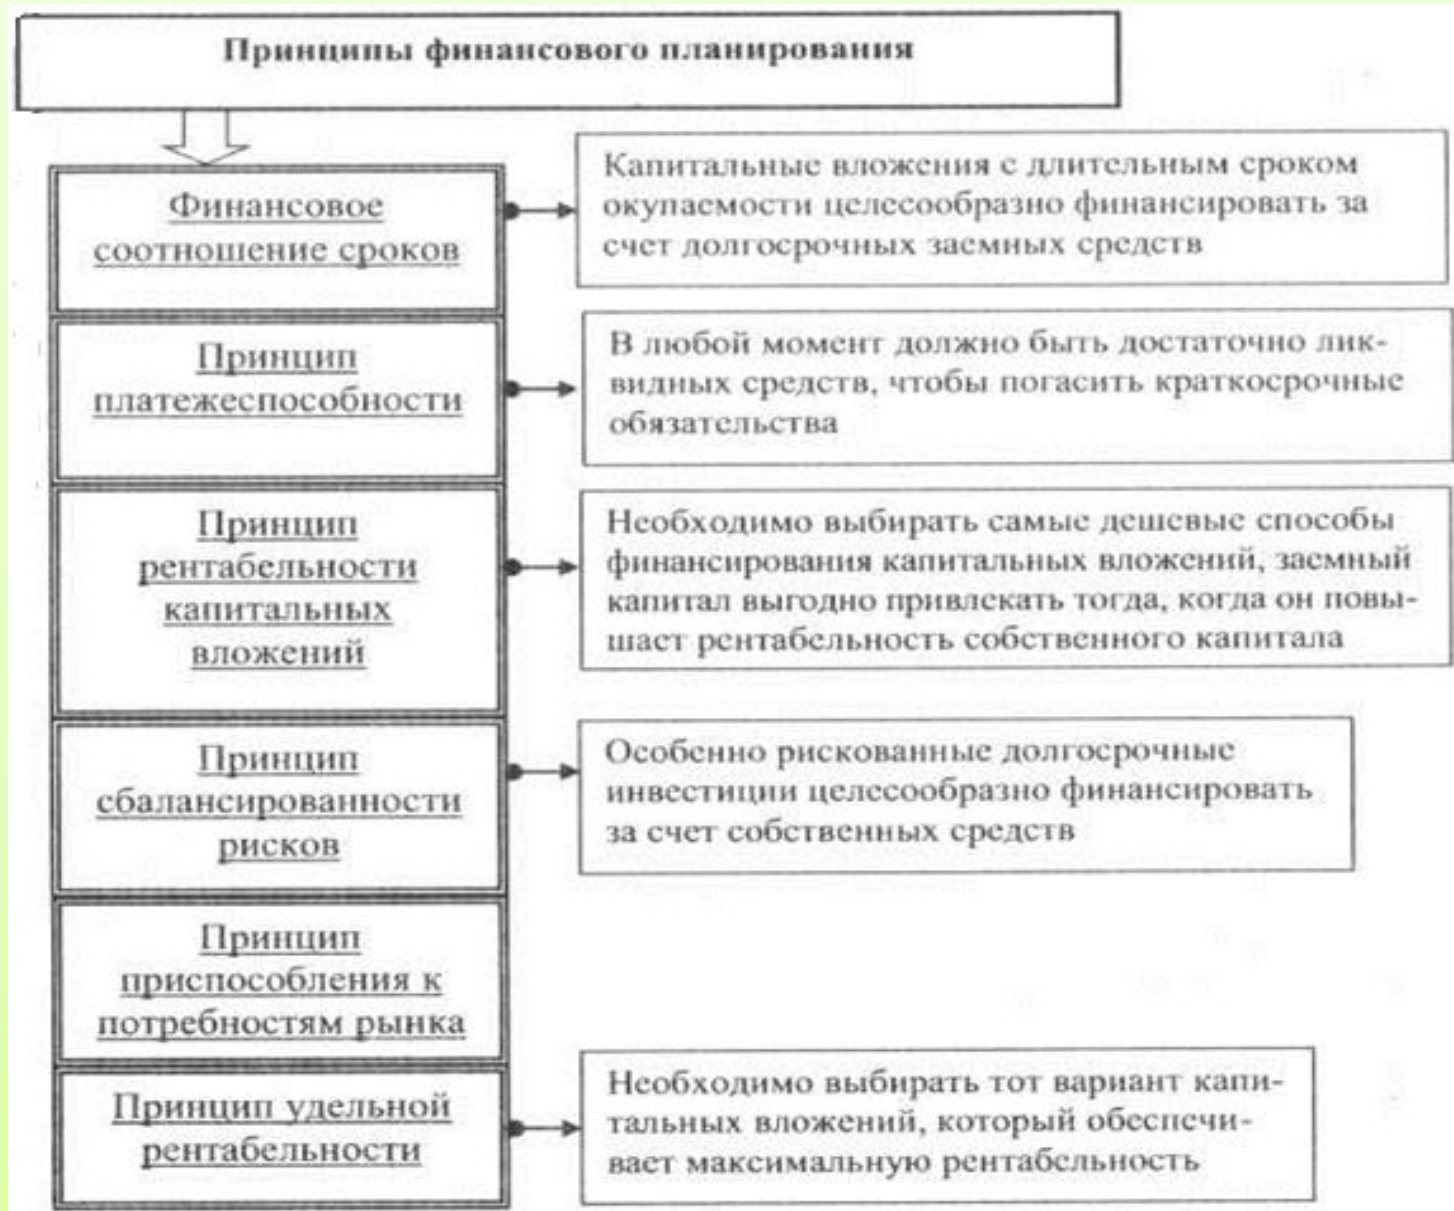 Принципы финансового планирования
Финансовое
соотношение сроков
Капитальные вложения с длительным сроком
окупаемости целесообразно финансировать за
счет долгосрочных заемных средств
Принцип
платежеспособности
В любой момент должно быть достаточно лик-
видных средств, чтобы погасить краткосрочные
обязательства
Принцип
рентабельности
капитальных
вложений
Необходимо выбирать самые дешевые способы
финансирования капитальных вложений, заемный
капитал выгодно привлекать тогда, когда он повы-
шает рентабельность собственного капитала
Принцип
сбалансированности
рисков
Особенно рискованные долгосрочные
инвестиции целесообразно финансировать
за счет собственных средств
Принцип
приспособления к
потребностям рынка
Принцип удельной
рентабельности
Необходимо выбирать тот вариант капи-
тальных вложений, который обеспечи-
вает максимальную рентабельность